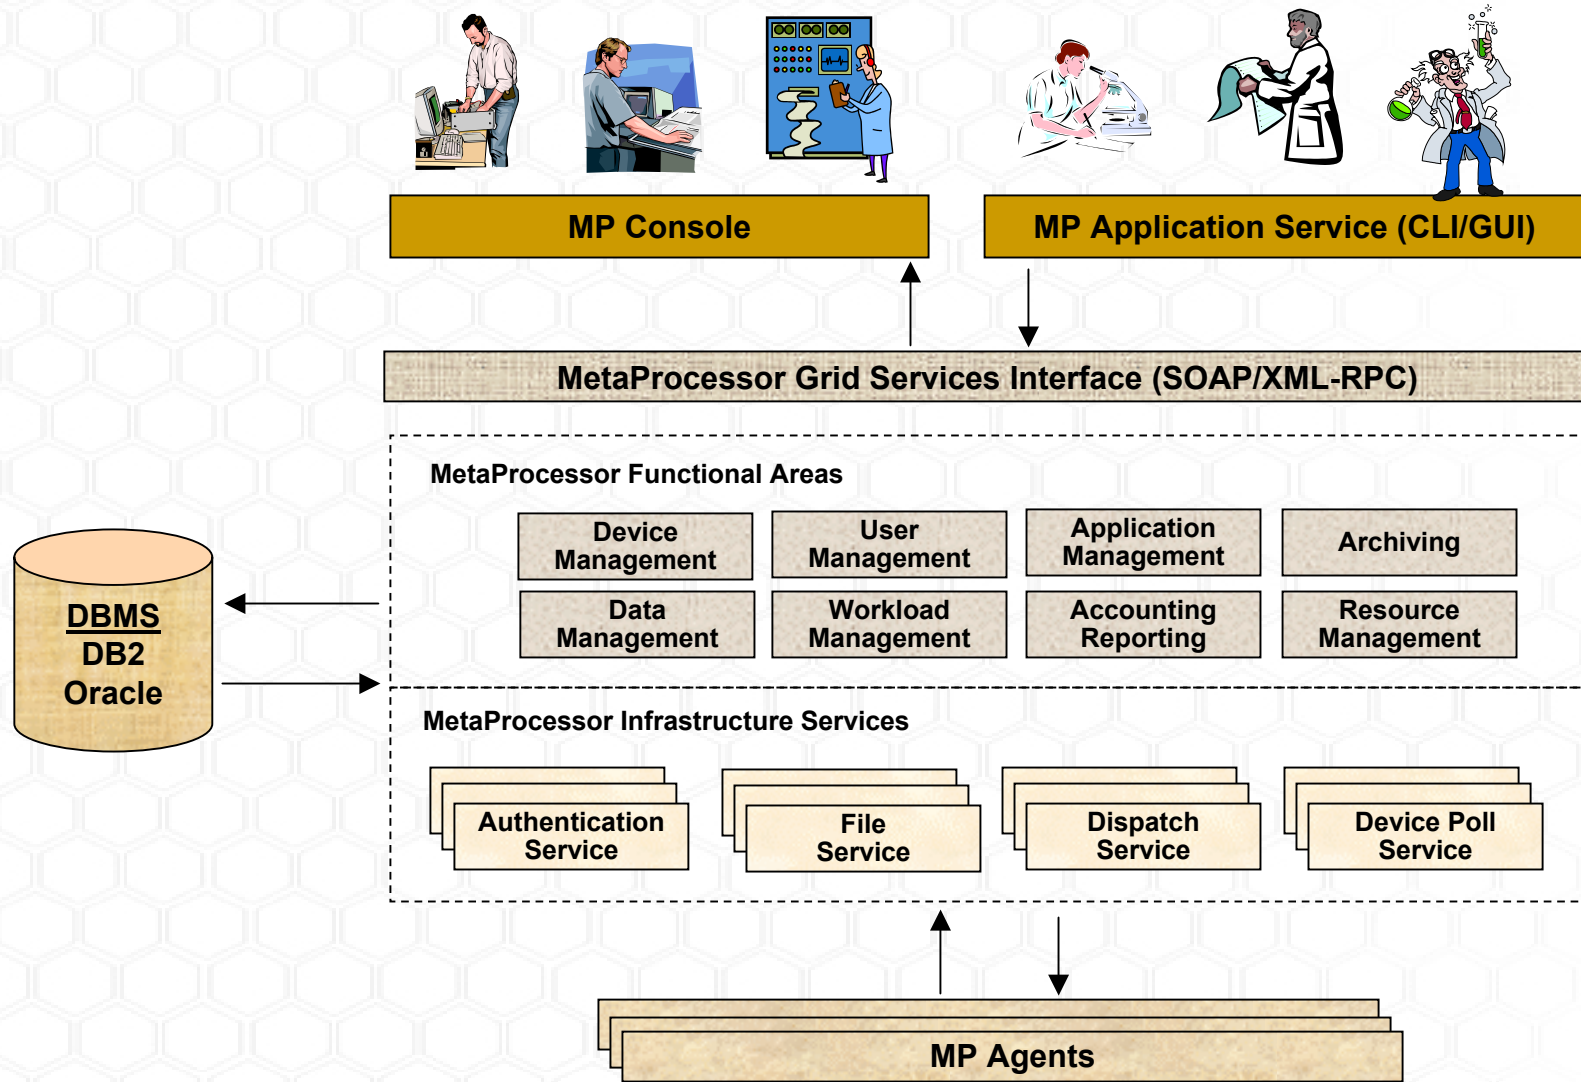 MP Console
MP Application Service (CLI/GUI)
MetaProcessor Grid Services Interface (SOAP/XML-RPC)
MetaProcessor Functional Areas
Device
Management
User
Management
Application
Management
Archiving
Data
Management
Workload
Management
Accounting
Reporting
Resource
Management
DBMS
DB2
Oracle
MetaProcessor Infrastructure Services
Authentication
Service
File
Service
Dispatch
Service
Device Poll
Service
MP Agents